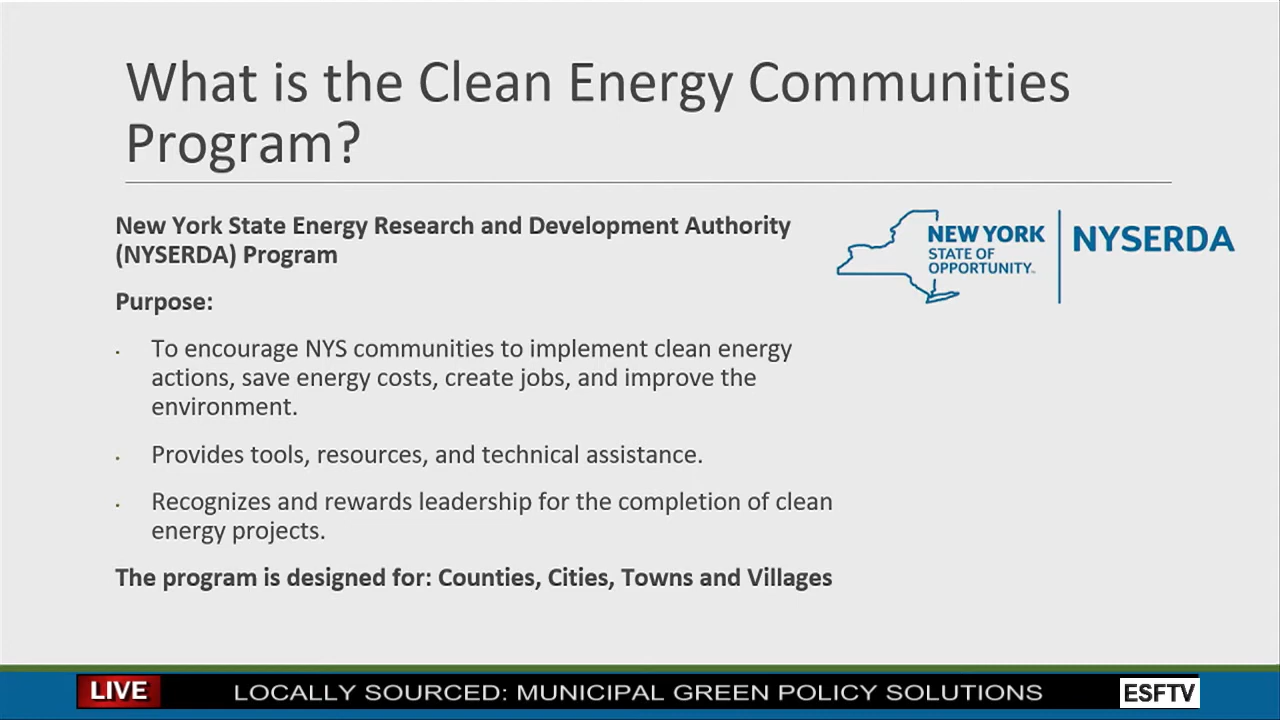 What is the Clean Energy Communities
Program?
New York State Energy Research and Development Authority
(NYSERDA) Program
NEW YORK
STATE OF
OPPORTUNITY™
NYSERDA
Purpose:
· To encourage NYS communities to implement clean energy
actions, save energy costs, create jobs, and improve the
environment.
· Provides tools, resources, and technical assistance.
· Recognizes and rewards leadership for the completion of clean
energy projects.
The program is designed for: Counties, Cities, Towns and Villages
LIVE
LOCALLY SOURCED: MUNICIPAL GREEN POLICY SOLUTIONS
ESFTV